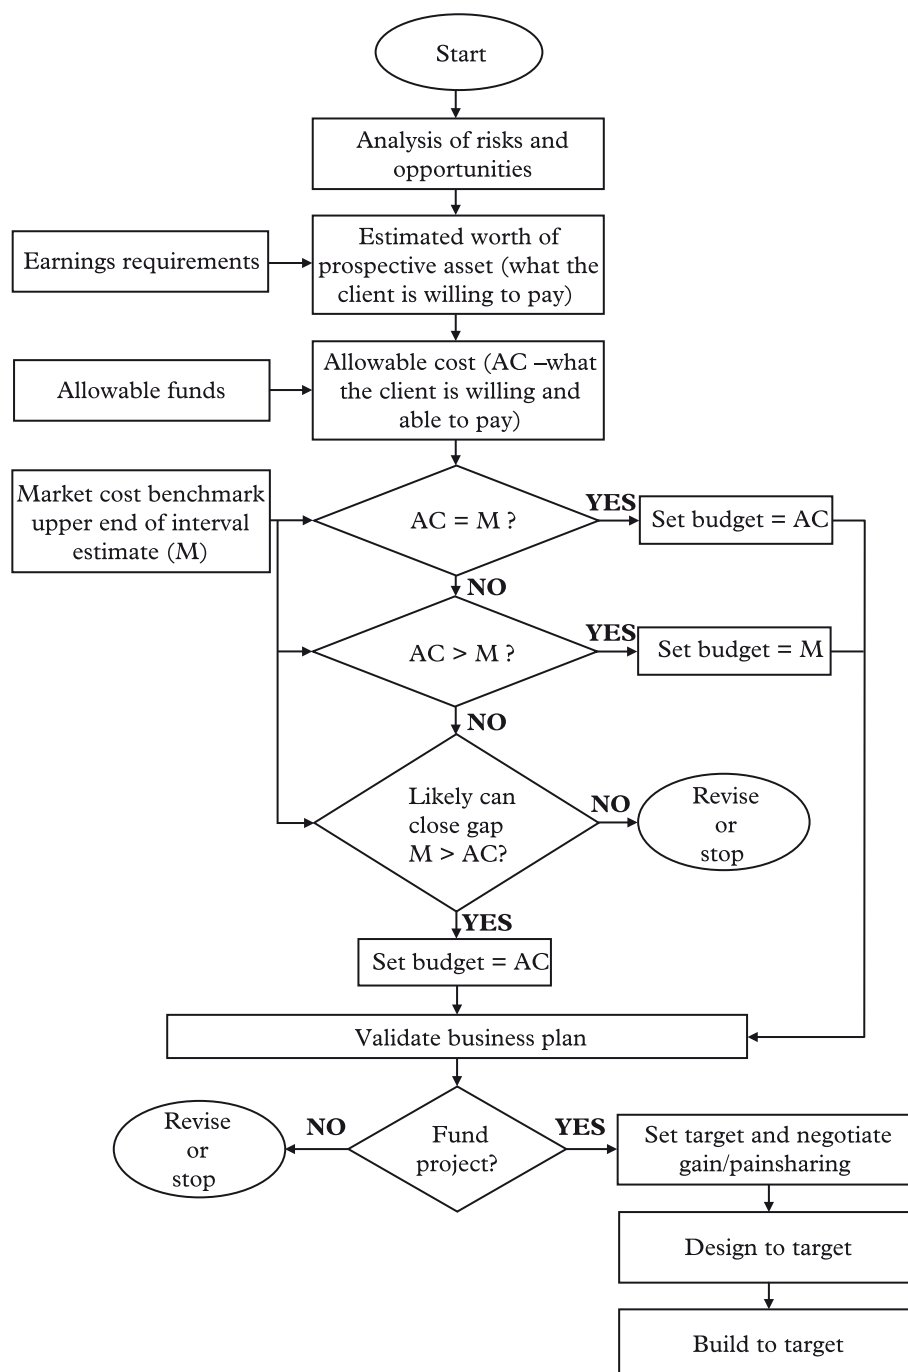 Start
Analysis of risks and
opportunities
Earnings requirements
Estimated worth of
prospective asset (what the
client is willing to pay)
Allowable funds
Allowable cost (AC –what
the client is willing and
able to pay)
Market cost benchmark
upper end of interval
estimate (M)
AC = M ?
YES
Set budget = AC
NO
AC > M ?
YES
Set budget = M
NO
Likely can
close gap
M > AC?
NO
Revise
or
stop
YES
Set budget = AC
Validate business plan
Revise
or
stop
NO
Fund
project?
YES
Set target and negotiate
gain/painsharing
Design to target
Build to target